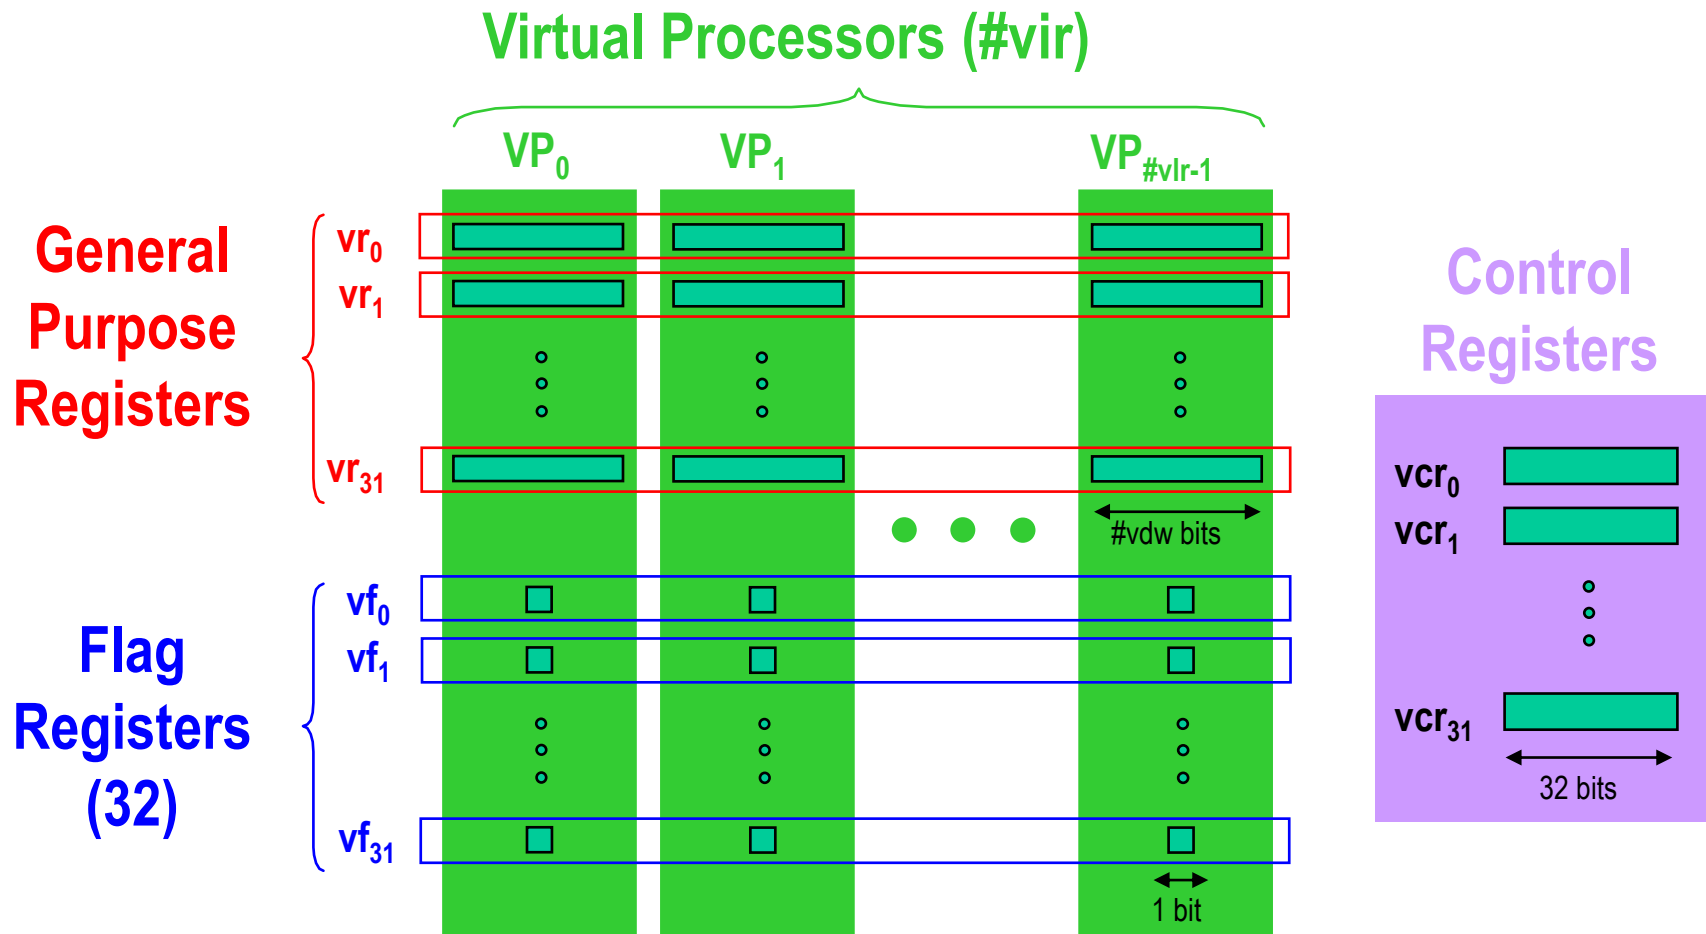 Virtual Processors (#vir)
VP0
VP1
VP#vlr-1
General
Purpose
Registers
vr0
vr1
vr31
#vdw bits
Flag
Registers
(32)
vf0
vf1
vf31
1 bit
Control
Registers
vcr0
vcr1
vcr31
32 bits